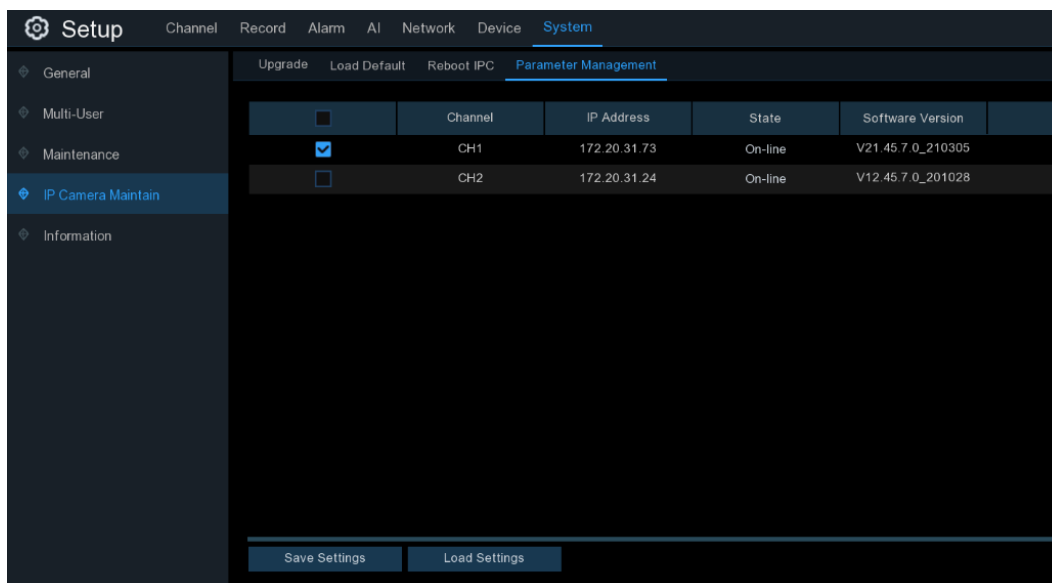 Setup Channel Record Alarm AI Network Device System
General
Multi-User
Maintenance
IP Camera Maintain
Information
Upgrade Load Default Reboot IPC Parameter Management
Channel IP Address State Software Version
CH1 172.20.31.73 On-line V21.45.7.0_210305
CH2 172.20.31.24 On-line V12.45.7.0_201028
Save Settings Load Settings